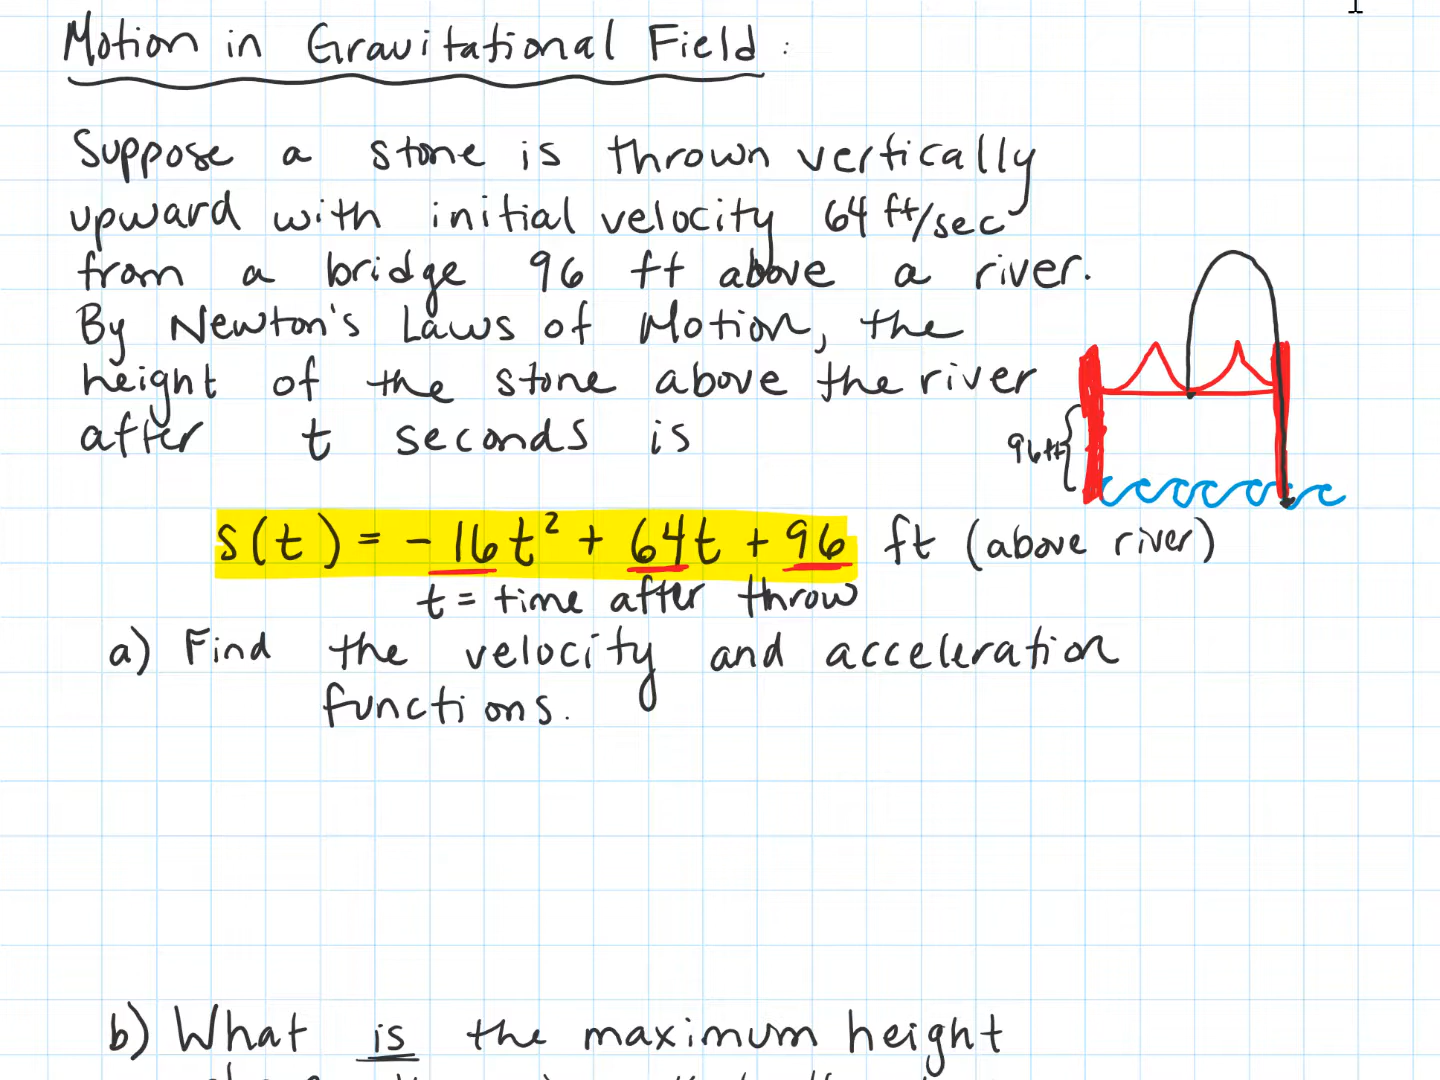 Motion in Gravitational Field :
Suppose a stone is thrown vertically
upward with initial velocity 64 ft/sec
from a bridge 96 ft above a river.
By Newton's Laws of Motion, the
height of the stone above the river
after t seconds is
96 ft
s(t) = -16t² + 64t + 96 ft (above river)
t = time after throw
a) Find the velocity and acceleration
functions.
b) What is the maximum height